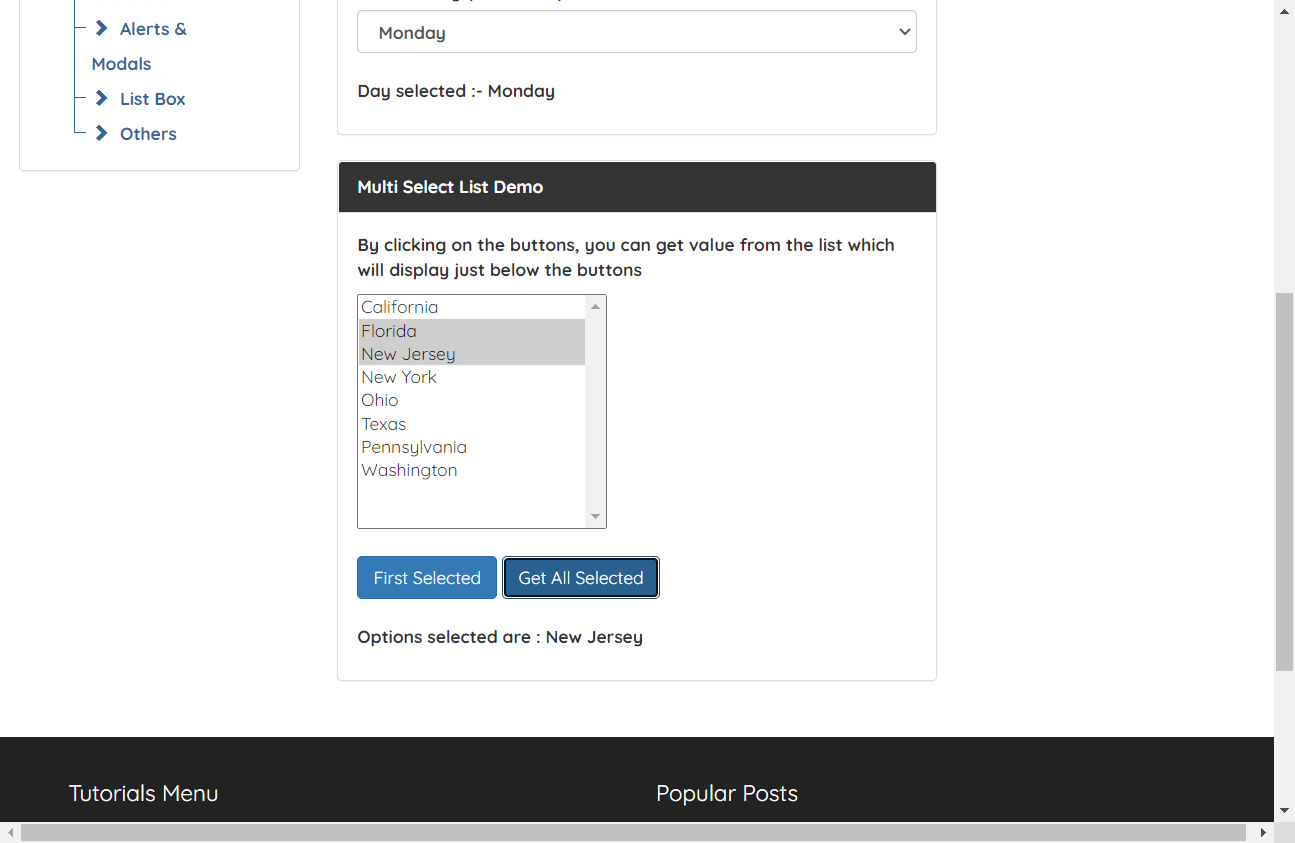 Alerts &
Modals
List Box
Others
Monday
Day selected :- Monday
Multi Select List Demo
By clicking on the buttons, you can get value from the list which
will display just below the buttons
California
Florida
New Jersey
New York
Ohio
Texas
Pennsylvania
Washington
First Selected Get All Selected
Options selected are : New Jersey
Tutorials Menu Popular Posts